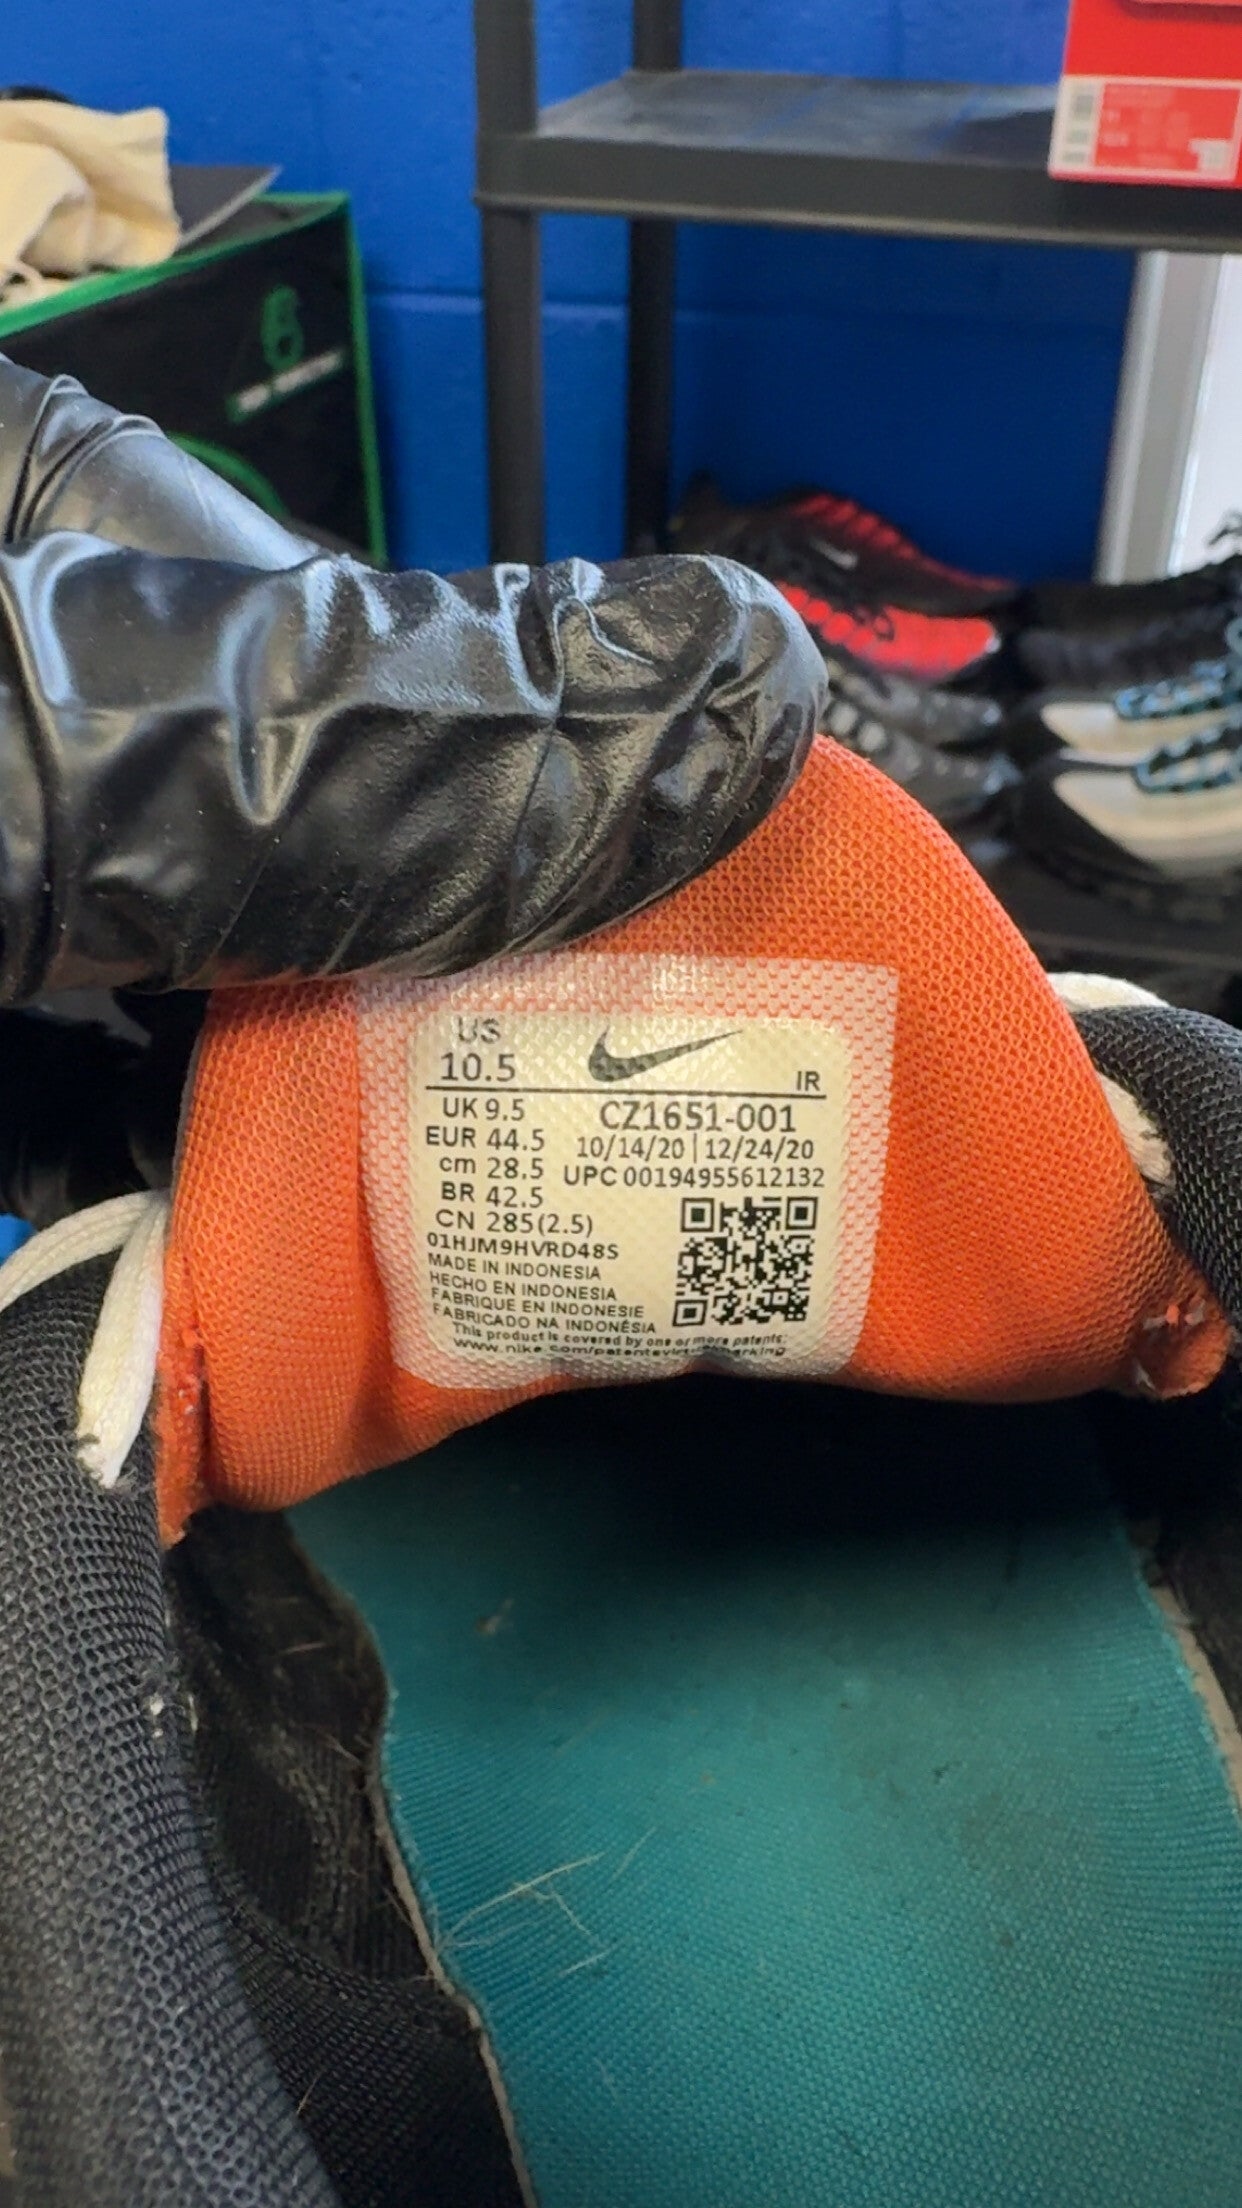 US
10.5
IR
UK 9.5
CZ1651-001
EUR 44.5
10/14/20 | 12/24/20
cm 28.5
UPC 00194955612132
BR 42.5
CN 285(2.5)
01HJM9HVRD48S
MADE IN INDONESIA
HECHO EN INDONESIA
FABRIQUE EN INDONESIE
FABRICADO NA INDONÉSIA
This product is covered by one or more patents:
6